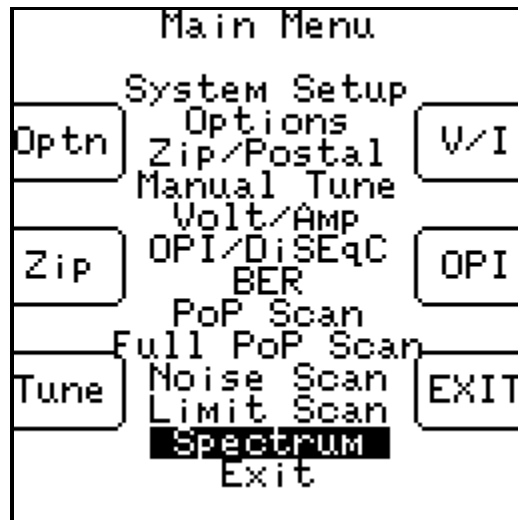 Main Menu
System Setup
Options
Optn
V/I
Zip/Postal
Manual Tune
Volt/Amp
OPI/DiSEqC
Zip
OPI
BER
PoP Scan
Full PoP Scan
Noise Scan
Tune
EXIT
Limit Scan
Spectrum
Exit